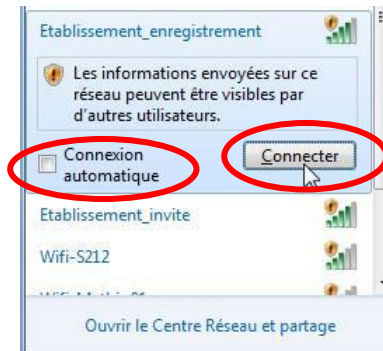 Etablissement_enregistrement
Les informations envoyées sur ce
réseau peuvent être visibles par
d'autres utilisateurs.
Connexion
automatique
Connecter
Etablissement_invite
Wifi-S212
Ouvrir le Centre Réseau et partage